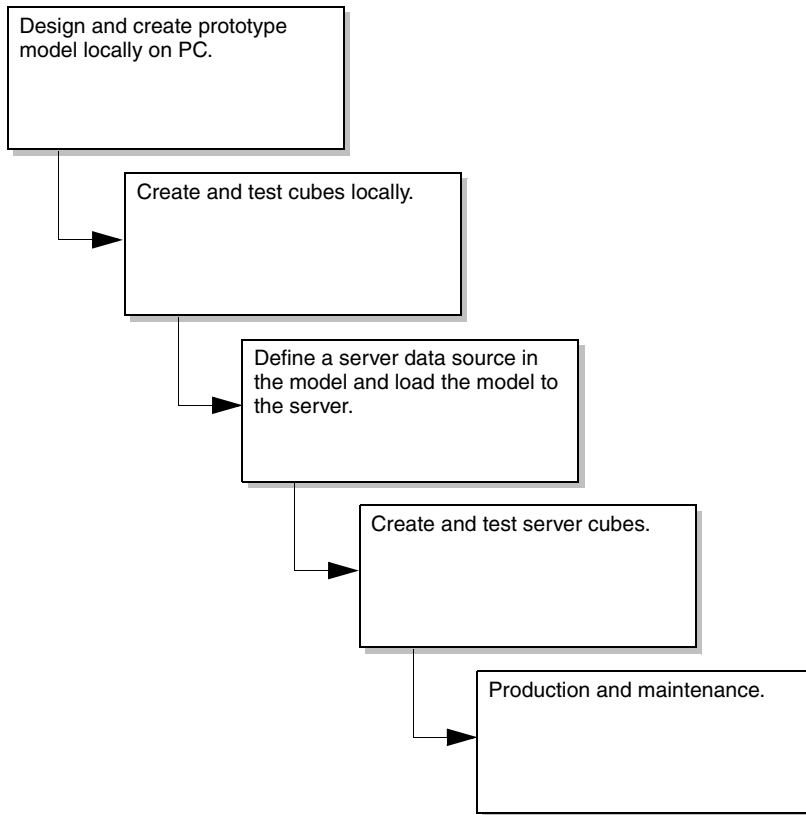 Design and create prototype
model locally on PC.
Create and test cubes locally.
Define a server data source in
the model and load the model to
the server.
Create and test server cubes.
Production and maintenance.